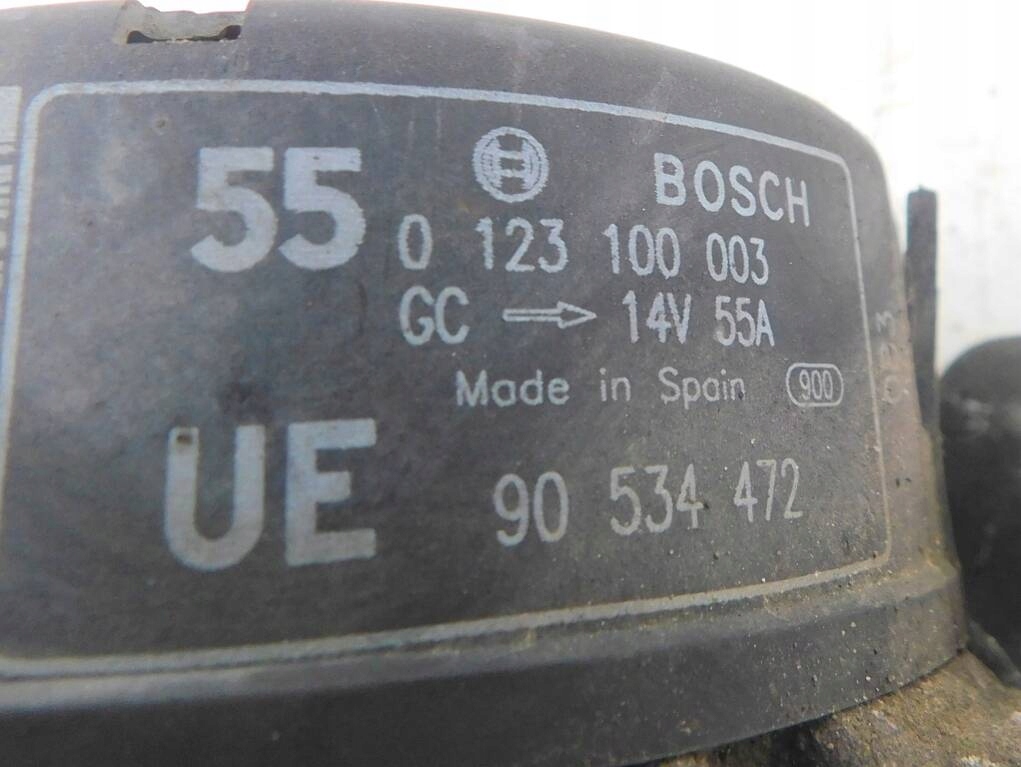 55 BOSCH
0 123 100 003
GC → 14V 55A
Made in Spain 900
UE 90 534 472